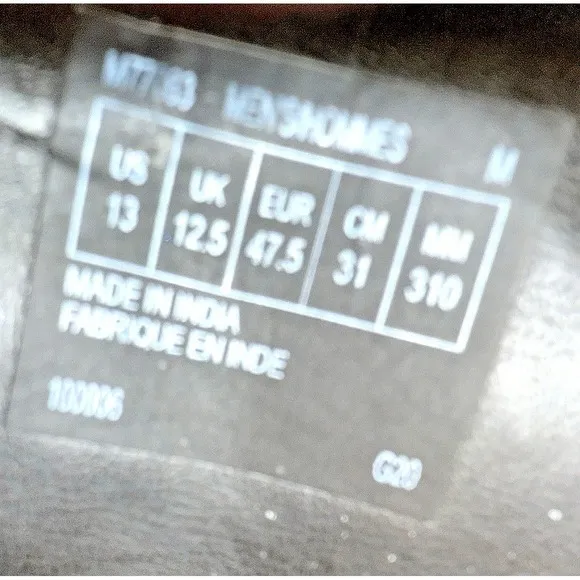 MEN'S/HOMMES M
US UK EUR CM MM
13 12.5 47.5 31 310
MADE IN INDIA
FABRIQUE EN INDE
G20